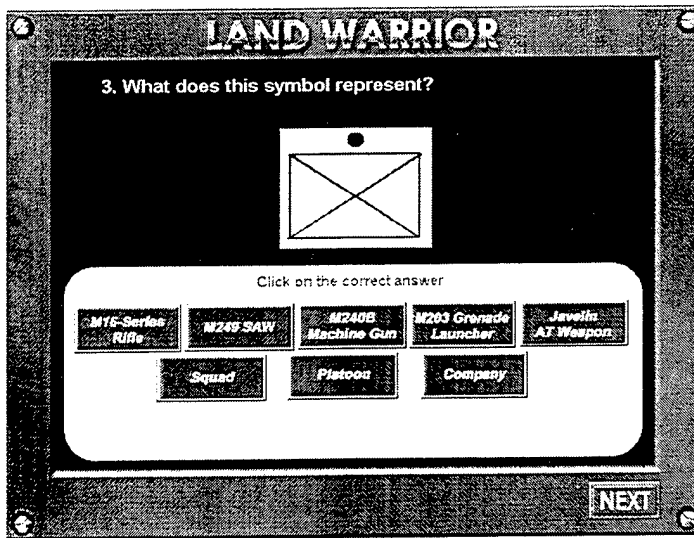 LAND WARRIOR
3. What does this symbol represent?
Click on the correct answer
M16-Series
Rifle
M249 SAW
M240B
Machine Gun
M203 Grenade
Launcher
Javelin
AT Weapon
Squad
Platoon
Company
NEXT